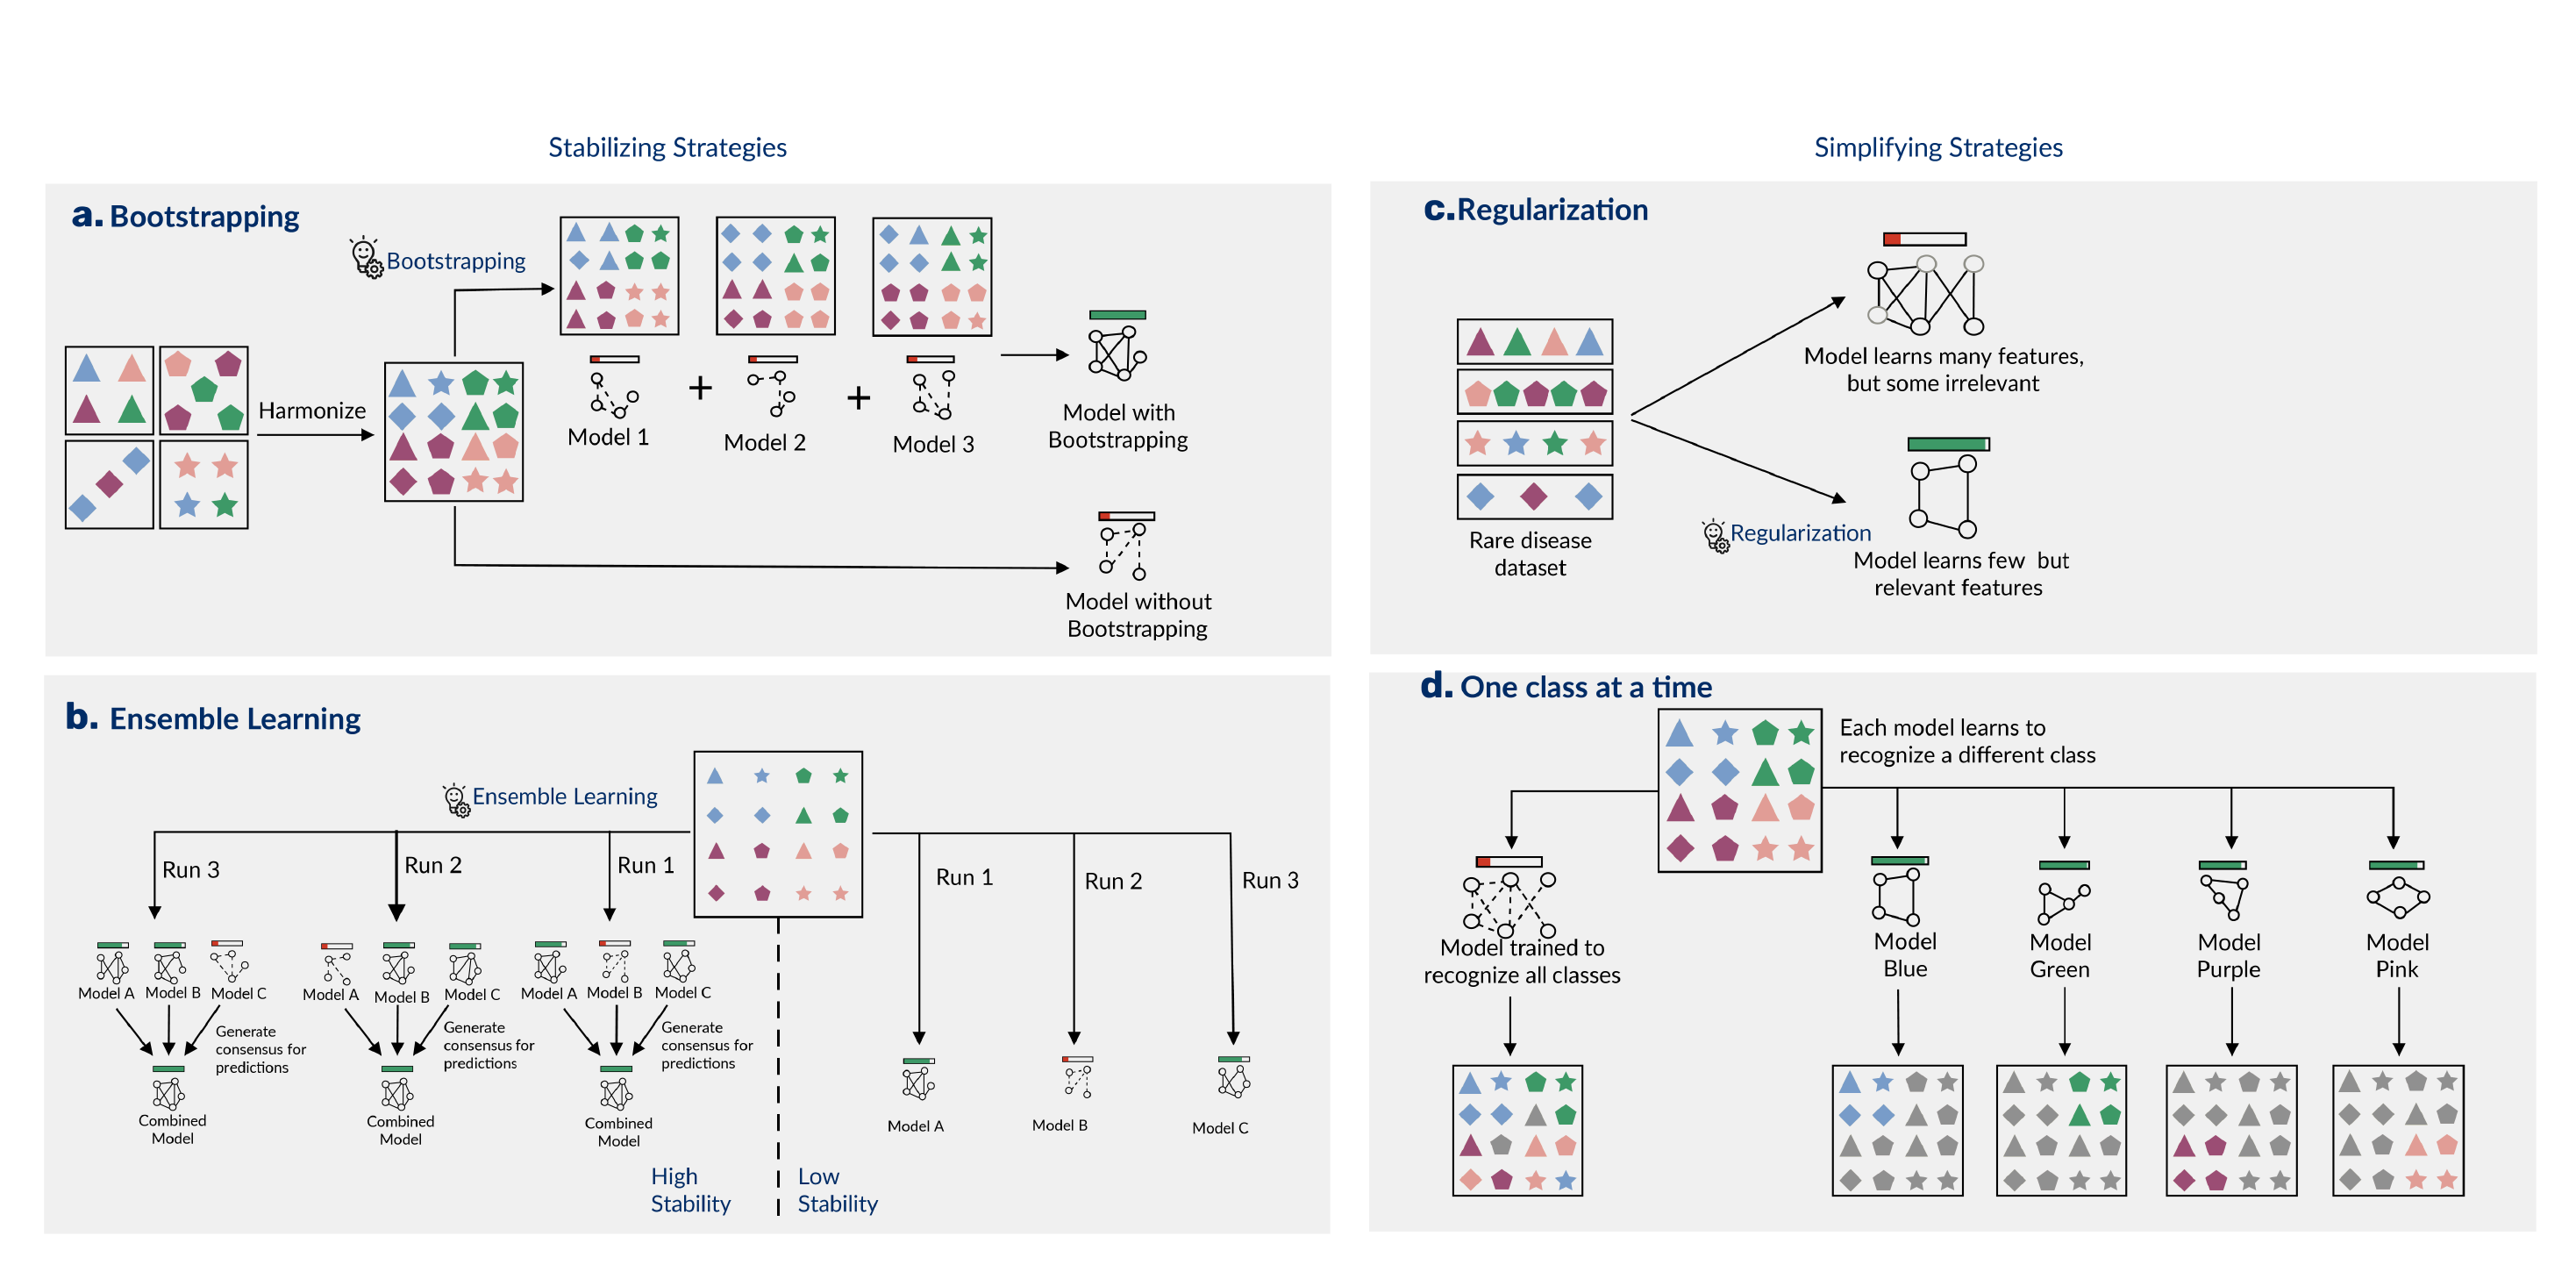 Stabilizing Strategies
a. Bootstrapping
Bootstrapping
Harmonize
Model 1
+
Model 2
+
Model 3
Model with
Bootstrapping
Model without
Bootstrapping
b. Ensemble Learning
Ensemble Learning
Run 3
Run 2
Run 1
Run 1
Run 2
Run 3
Model A
Model B
Model C
Model A
Model B
Model C
Model A
Model B
Model C
Generate
consensus for
predictions
Generate
consensus for
predictions
Generate
consensus for
predictions
Combined
Model
Combined
Model
Combined
Model
Model A
Model B
Model C
High
Stability
Low
Stability
Simplifying Strategies
c.Regularization
Rare disease
dataset
Model learns many features,
but some irrelevant
Regularization
Model learns few but
relevant features
d. One class at a time
Each model learns to
recognize a different class
Model trained to
recognize all classes
Model
Blue
Model
Green
Model
Purple
Model
Pink